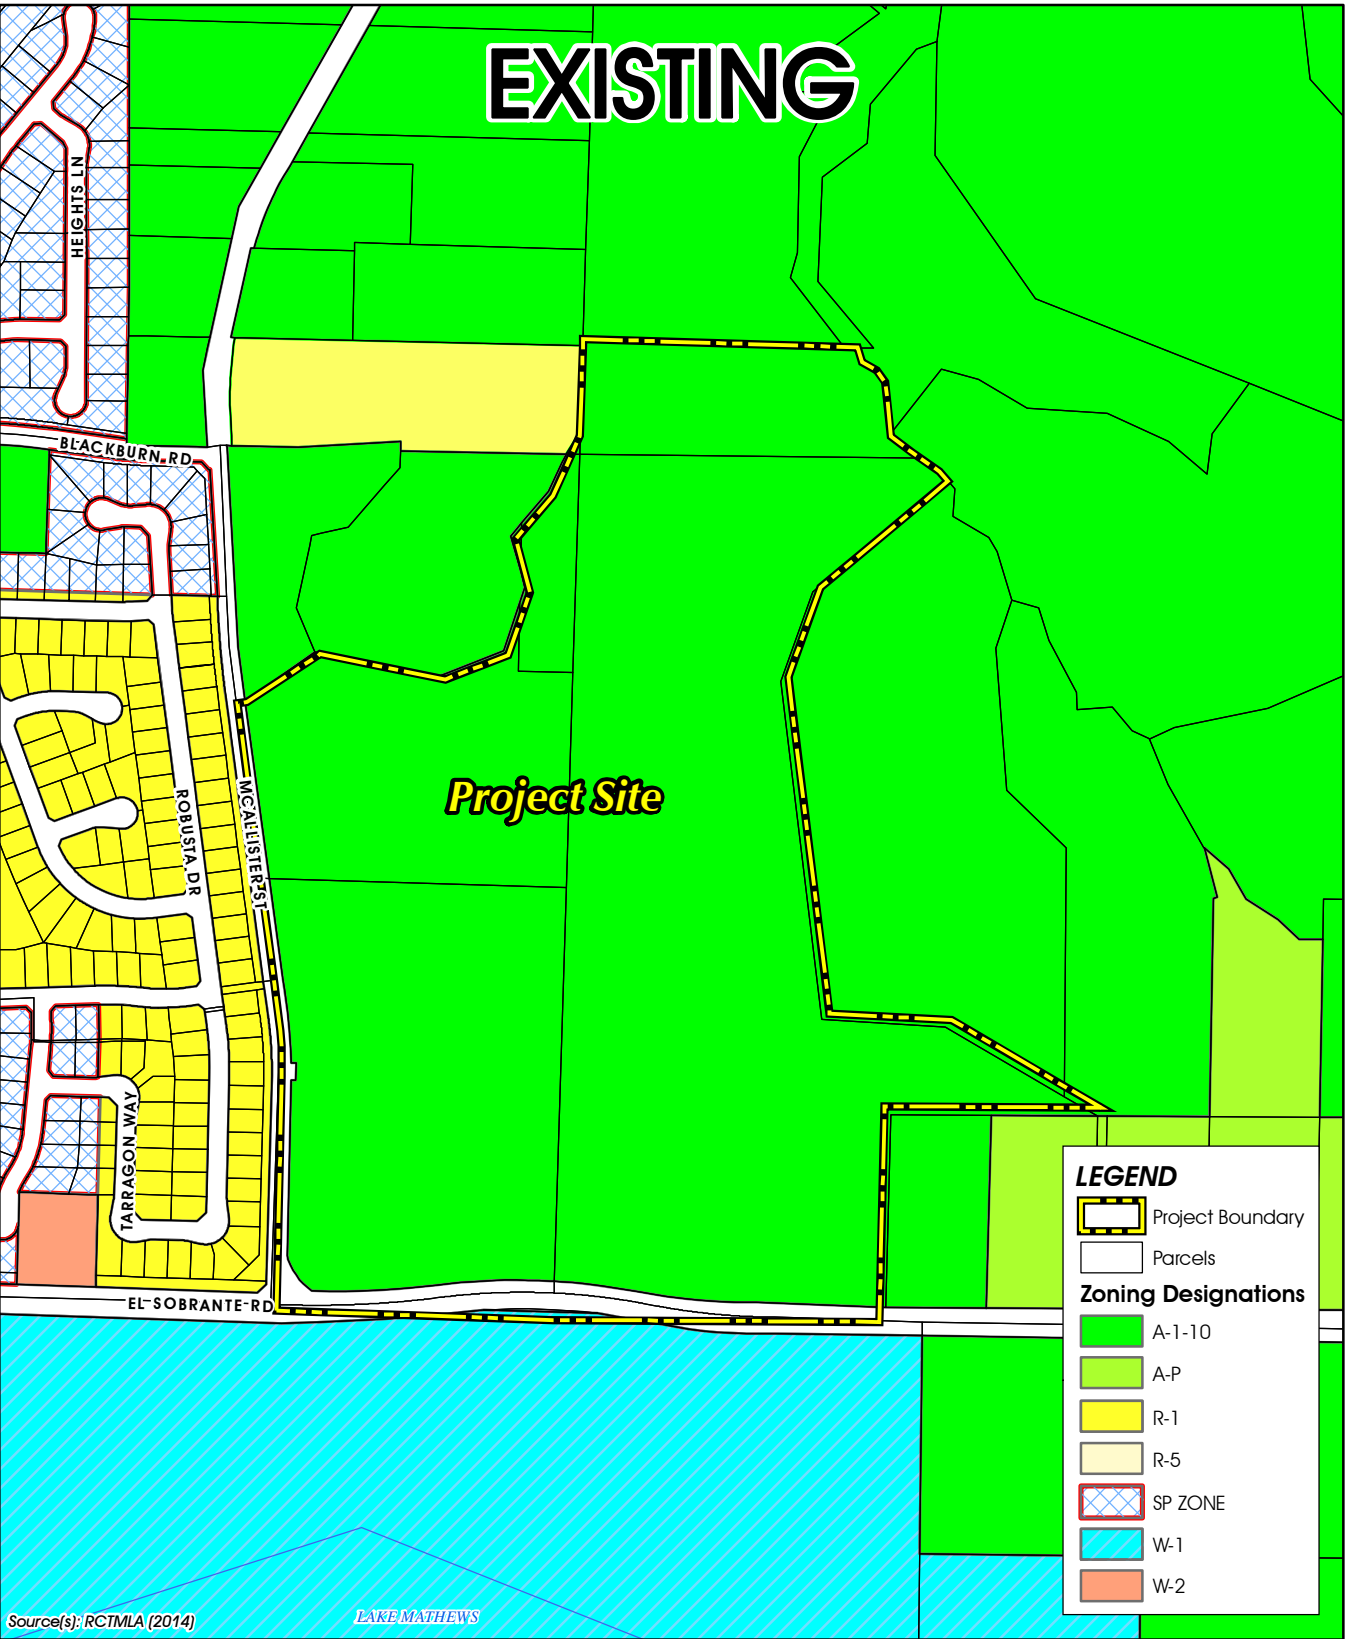 EXISTING
HEIGHTS LN
BLACKBURN RD
Project Site
MCALLISTER ST
ROBUSTA DR
TARRAGON WAY
EL SOBRANTE RD
LEGEND
Project Boundary
Parcels
Zoning Designations
A-1-10
A-P
R-1
R-5
SP ZONE
W-1
W-2
Source(s): RCTMLA (2014)
LAKE MATHEWS